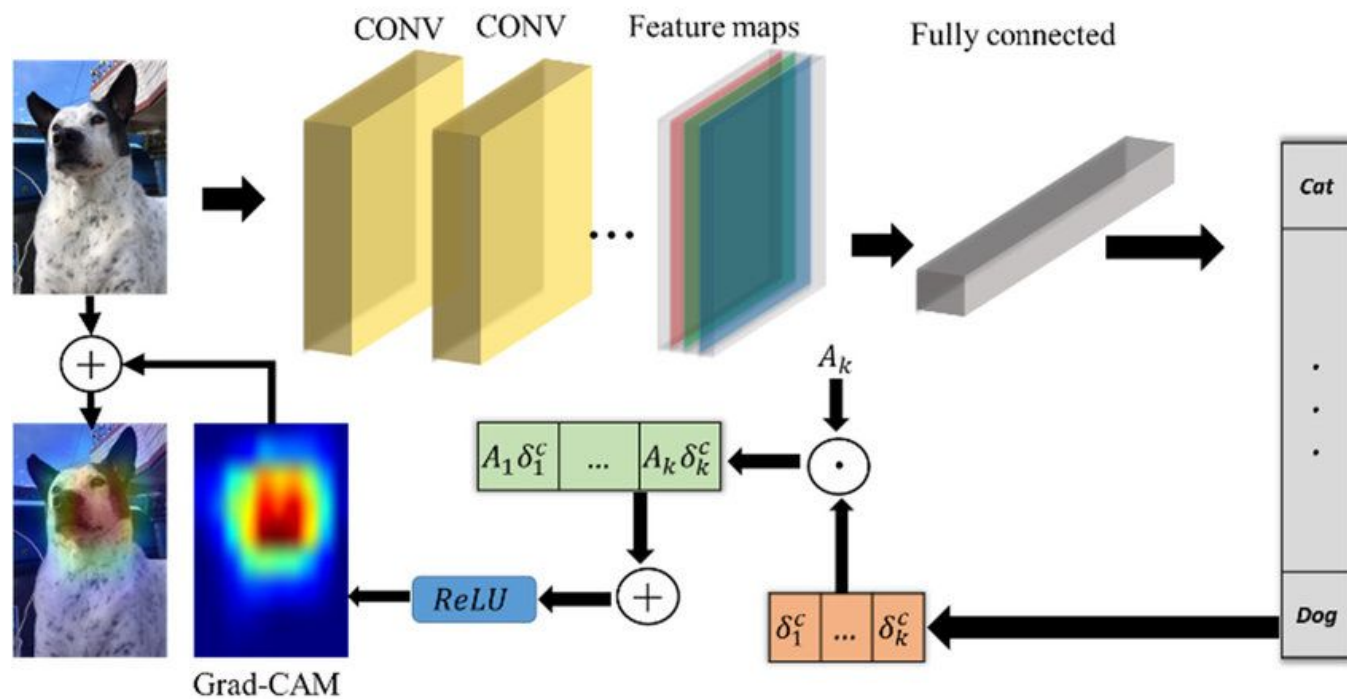 CONV
CONV
Feature maps
Fully connected
Cat
.
.
.
Dog
...
A_k
A_1 δ_1^c ... A_k δ_k^c
δ_1^c ... δ_k^c
ReLU
Grad-CAM